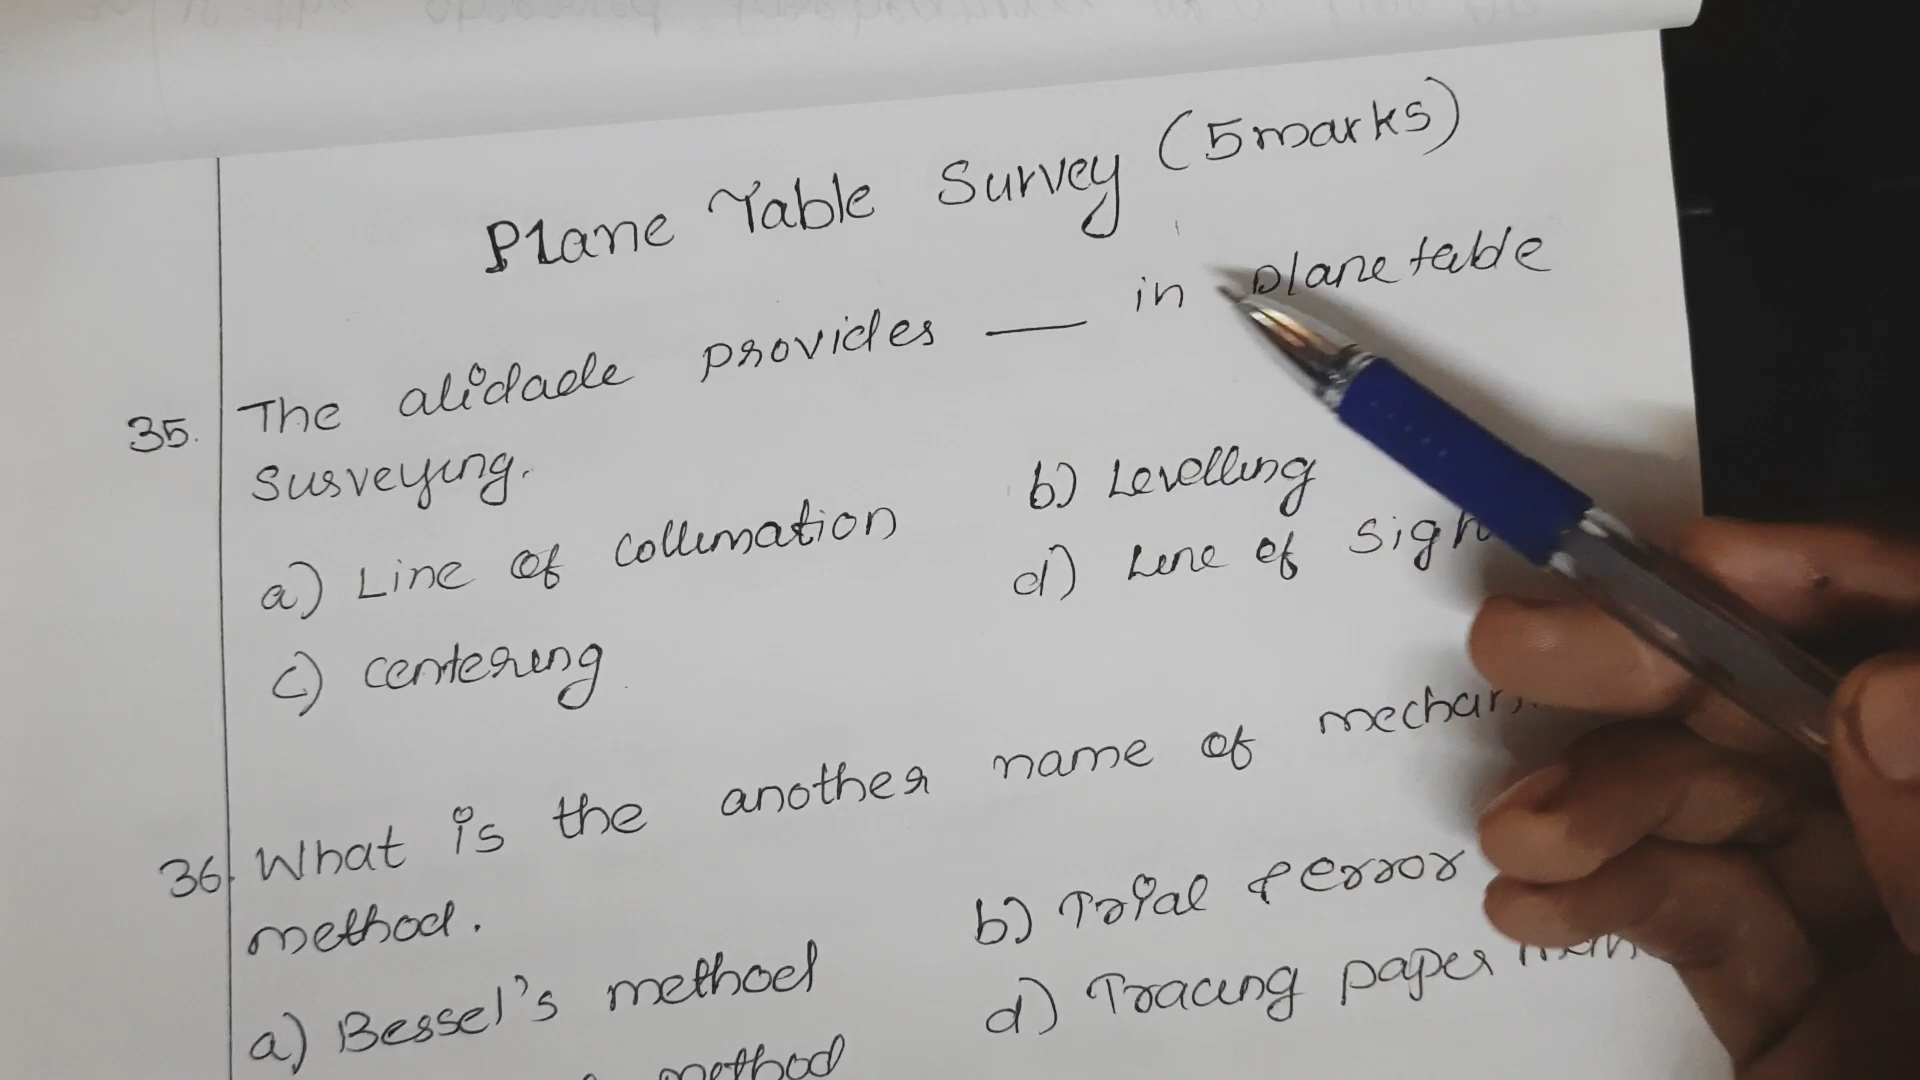 Plane Table Survey (5marks)
35. The alidade provides — in plane table
surveying.
a) Line of collimation b) Levelling
c) centering d) Line of sigh
36. What is the another name of
method.
a) Bessel's method b) Trial & error
d) Tracing paper
method